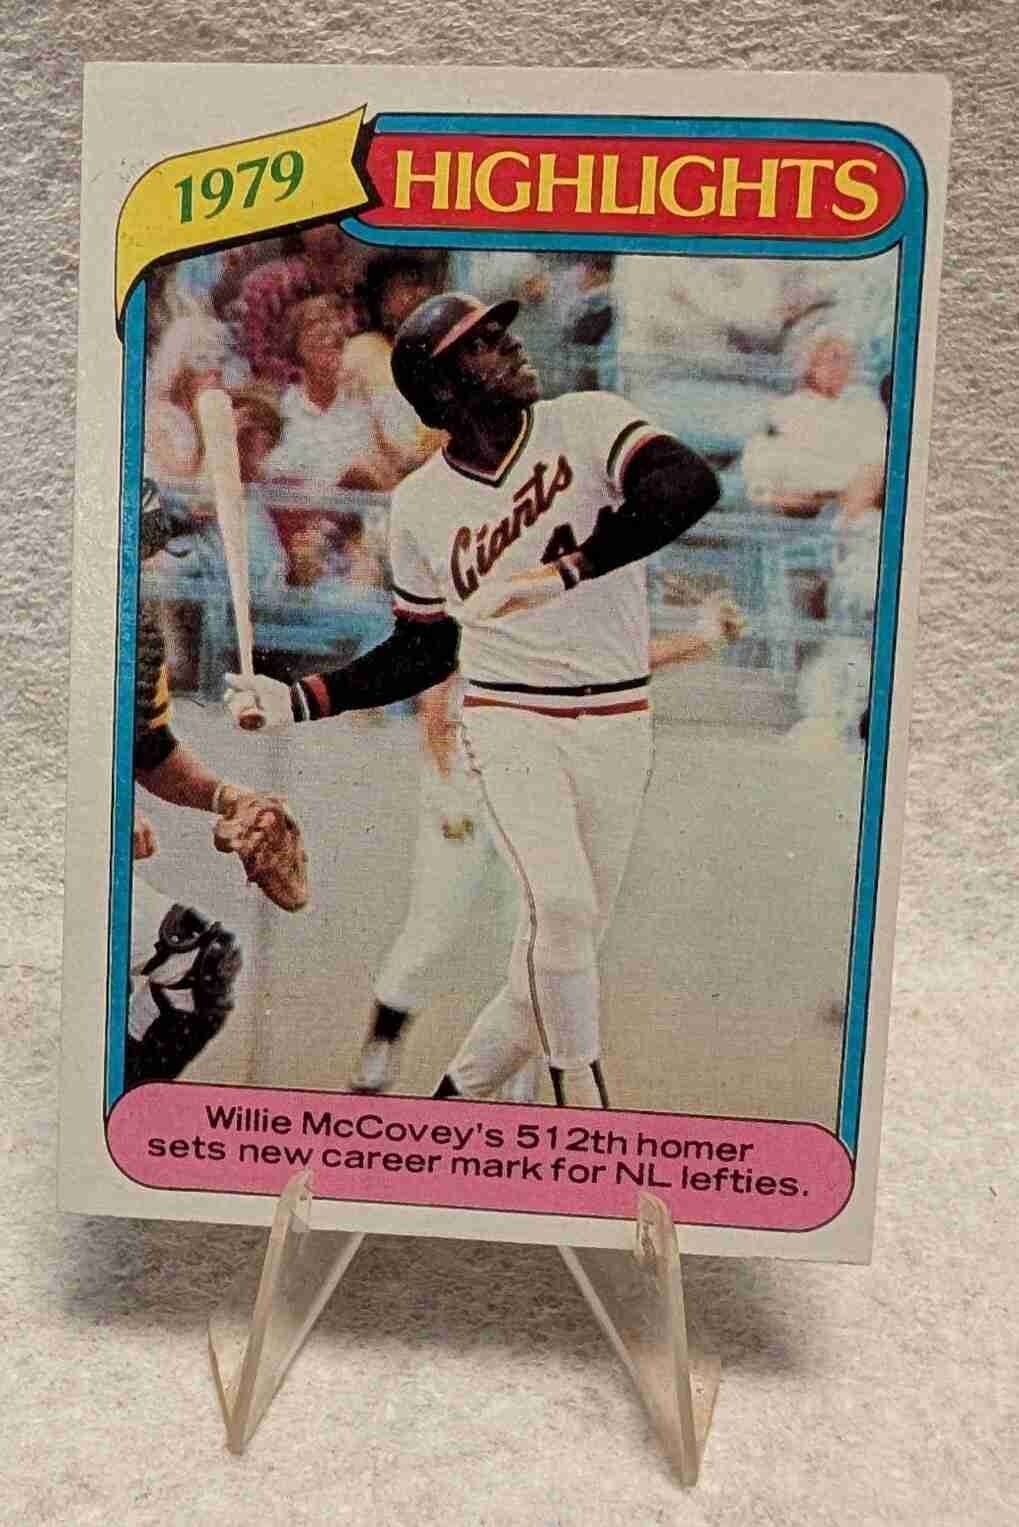 1979
HIGHLIGHTS
Giants
Willie McCovey's 512th homer
sets new career mark for NL lefties.